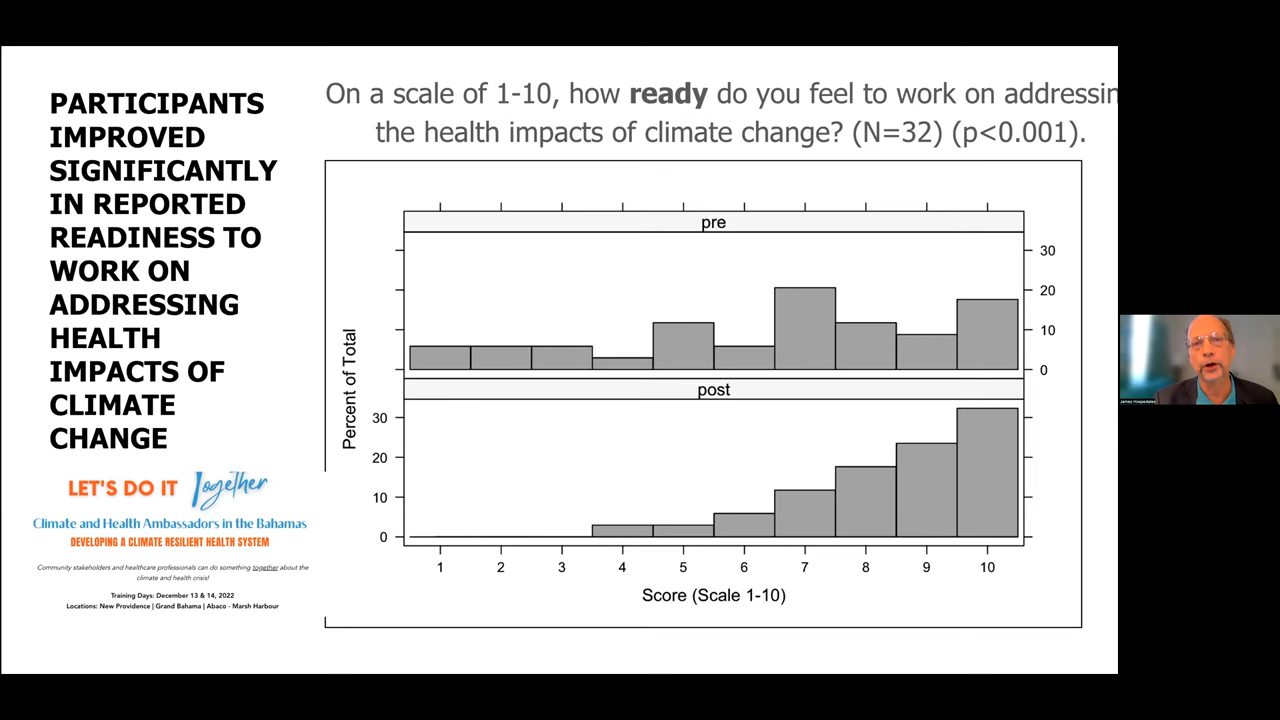 PARTICIPANTS
IMPROVED
SIGNIFICANTLY
IN REPORTED
READINESS TO
WORK ON
ADDRESSING
HEALTH
IMPACTS OF
CLIMATE
CHANGE
LET'S DO IT Together
Climate and Health Ambassadors in the Bahamas
DEVELOPING A CLIMATE RESILIENT HEALTH SYSTEM
Community stakeholders and healthcare professionals can do something together about the
climate and health crisis!
Training Days: December 13 & 14, 2022
Locations: New Providence | Grand Bahama | Abaco - Marsh Harbour
On a scale of 1-10, how ready do you feel to work on addressin
the health impacts of climate change? (N=32) (p<0.001).
pre
30
20
10
0
Percent of Total
post
30
20
10
0
1 2 3 4 5 6 7 8 9 10
Score (Scale 1-10)
James Hospedales